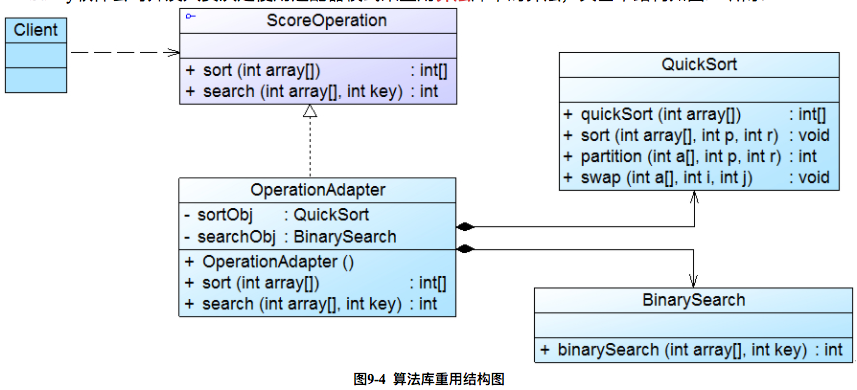 Client
ScoreOperation
+ sort (int array[]) : int[]
+ search (int array[], int key) : int
QuickSort
+ quickSort (int array[]) : int[]
+ sort (int array[], int p, int r) : void
+ partition (int a[], int p, int r) : int
+ swap (int a[], int i, int j) : void
OperationAdapter
- sortObj : QuickSort
- searchObj : BinarySearch
+ OperationAdapter ()
+ sort (int array[]) : int[]
+ search (int array[], int key) : int
BinarySearch
+ binarySearch (int array[], int key) : int
图9-4 算法库重用结构图